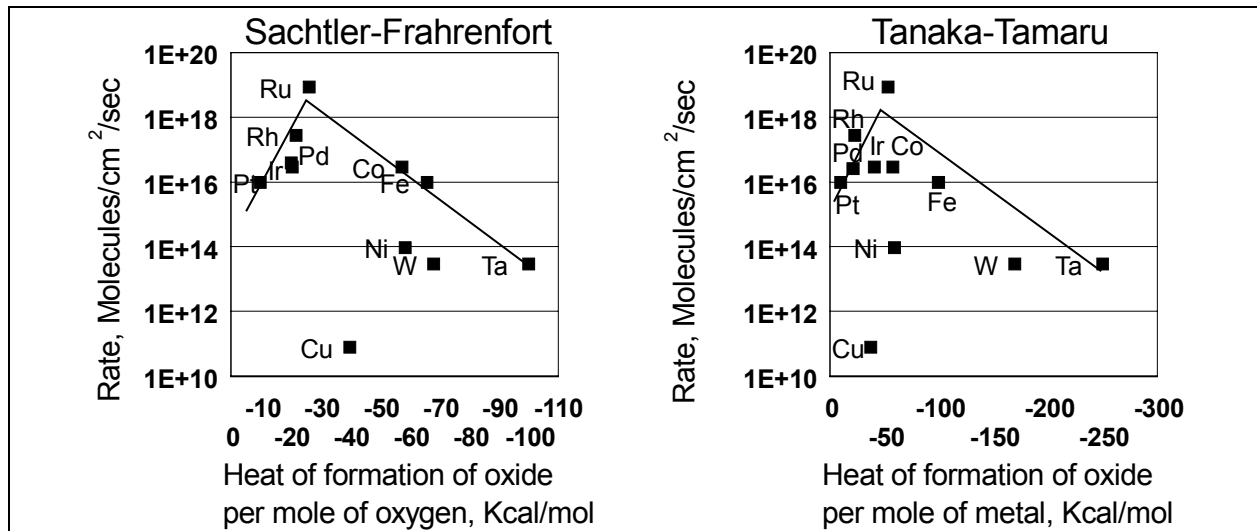 Sachtler-Frahrenfort
Rate, Molecules/cm²/sec
1E+20
1E+18
1E+16
1E+14
1E+12
1E+10
Ru
Rh
Pd
Ir
Pt
Co
Fe
Ni
W
Ta
Cu
-10 -30 -50 -70 -90 -110
0 -20 -40 -60 -80 -100
Heat of formation of oxide
per mole of oxygen, Kcal/mol
Tanaka-Tamaru
Rate, Molecules/cm²/sec
1E+20
1E+18
1E+16
1E+14
1E+12
1E+10
Ru
Rh
Pd
Ir Co
Pt
Fe
Ni
W
Ta
Cu
0 -100 -200 -300
-50 -150 -250
Heat of formation of oxide
per mole of metal, Kcal/mol